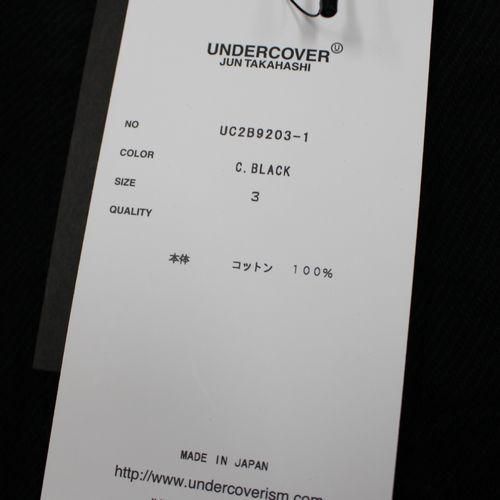 UNDERCOVER Ⓤ
JUN TAKAHASHI
NO UC2B9203-1
COLOR C.BLACK
SIZE 3
QUALITY
本体 コットン 100%
MADE IN JAPAN
http://www.undercoverism.com